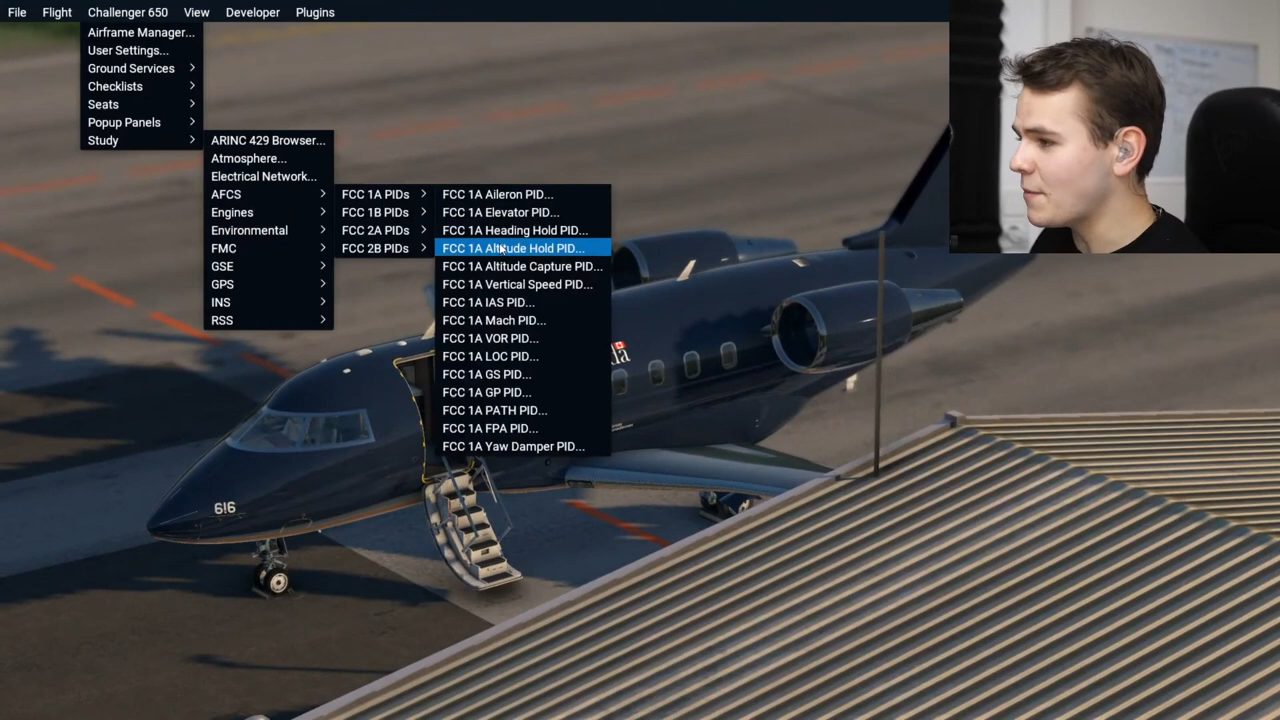 File Flight Challenger 650 View Developer Plugins
Airframe Manager...
User Settings...
Ground Services
Checklists
Seats
Popup Panels
Study
ARINC 429 Browser...
Atmosphere...
Electrical Network...
AFCS
Engines
Environmental
FMC
GSE
GPS
INS
RSS
FCC 1A PIDs
FCC 1B PIDs
FCC 2A PIDs
FCC 2B PIDs
FCC 1A Aileron PID...
FCC 1A Elevator PID...
FCC 1A Heading Hold PID...
FCC 1A Altitude Hold PID...
FCC 1A Altitude Capture PID...
FCC 1A Vertical Speed PID...
FCC 1A IAS PID...
FCC 1A Mach PID...
FCC 1A VOR PID...
FCC 1A LOC PID...
FCC 1A GS PID...
FCC 1A GP PID...
FCC 1A PATH PID...
FCC 1A FPA PID...
FCC 1A Yaw Damper PID...
da
616